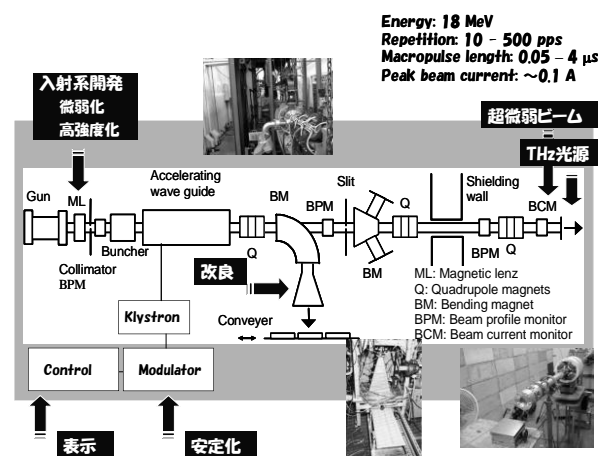 Energy: 18 MeV
Repetition: 10 - 500 pps
Macropulse length: 0.05 – 4 μs
Peak beam current: ~0.1 A
入射系開発
微弱化
高強度化
超微弱ビーム
THz光源
Gun
ML
Accelerating
wave guide
BM
BPM
Slit
Q
Shielding
wall
BCM
Buncher
Collimator
BPM
Q
BM
BPM
Q
改良
ML: Magnetic lenz
Q: Quadrupole magnets
BM: Bending magnet
BPM: Beam profile monitor
BCM: Beam current monitor
Klystron
Conveyer
Control
Modulator
表示
安定化